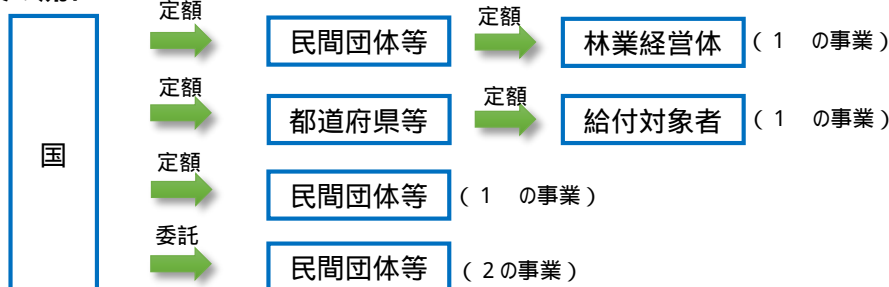 定額 定額
国 民間団体等 林業経営体 (1 の事業)
定額 定額
都道府県等 給付対象者 (1 の事業)
定額
民間団体等 (1 の事業)
委託
民間団体等 (2の事業)